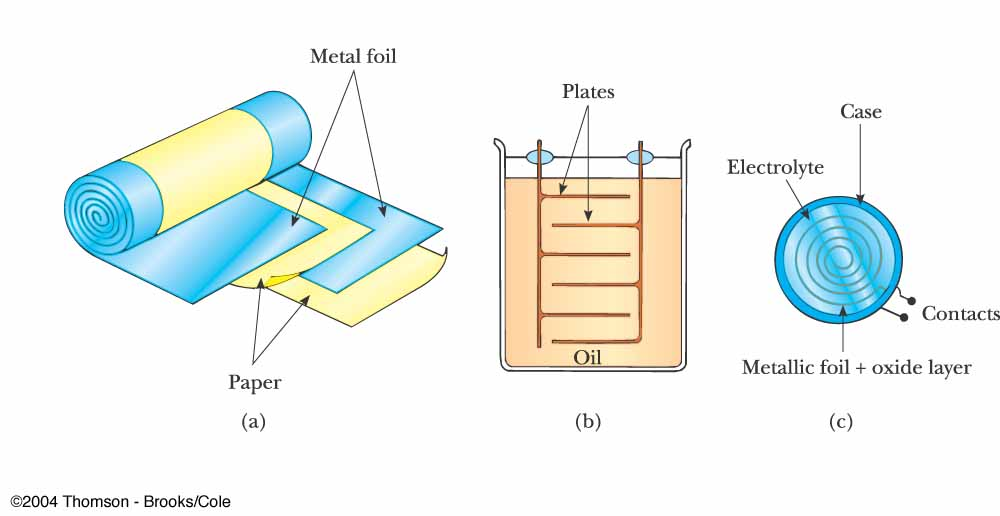 Metal foil
Paper
(a)
Plates
Oil
(b)
Case
Electrolyte
Contacts
Metallic foil + oxide layer
(c)
©2004 Thomson - Brooks/Cole